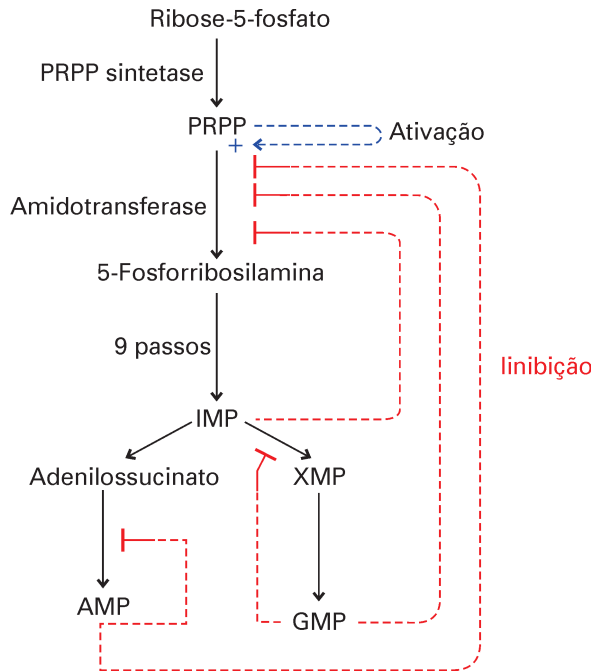 Ribose-5-fosfato
PRPP sintetase
PRPP
+
Ativação
Amidotransferase
5-Fosforribosilamina
9 passos
Iinibição
IMP
Adenilossucinato
XMP
AMP
GMP